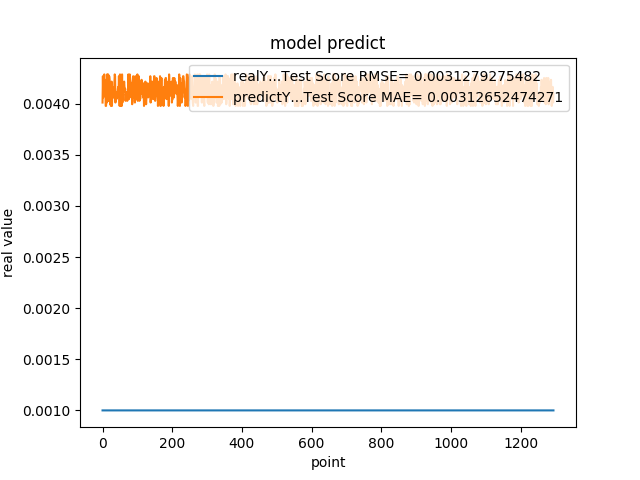 model predict
realY...Test Score RMSE= 0.0031279275482
predictY...Test Score MAE= 0.00312652474271
0.0040
0.0035
0.0030
0.0025
0.0020
0.0015
0.0010
real value
0 200 400 600 800 1000 1200
point